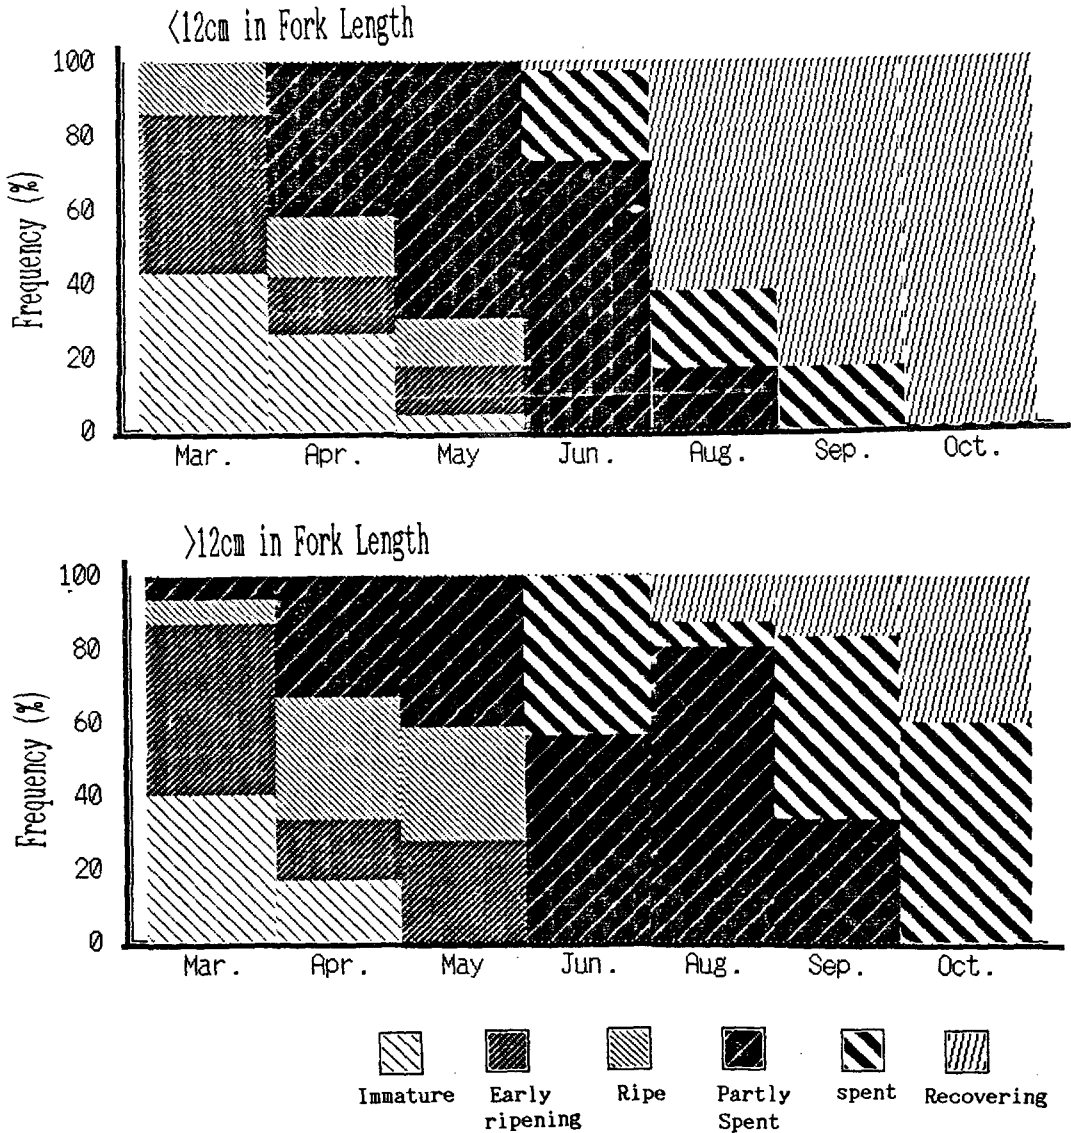 <12cm in Fork Length
Frequency (%)
100
80
60
40
20
0
Mar. Apr. May Jun. Aug. Sep. Oct.
>12cm in Fork Length
Frequency (%)
100
80
60
40
20
0
Mar. Apr. May Jun. Aug. Sep. Oct.
Immature Early Ripe Partly spent Recovering
ripening Spent